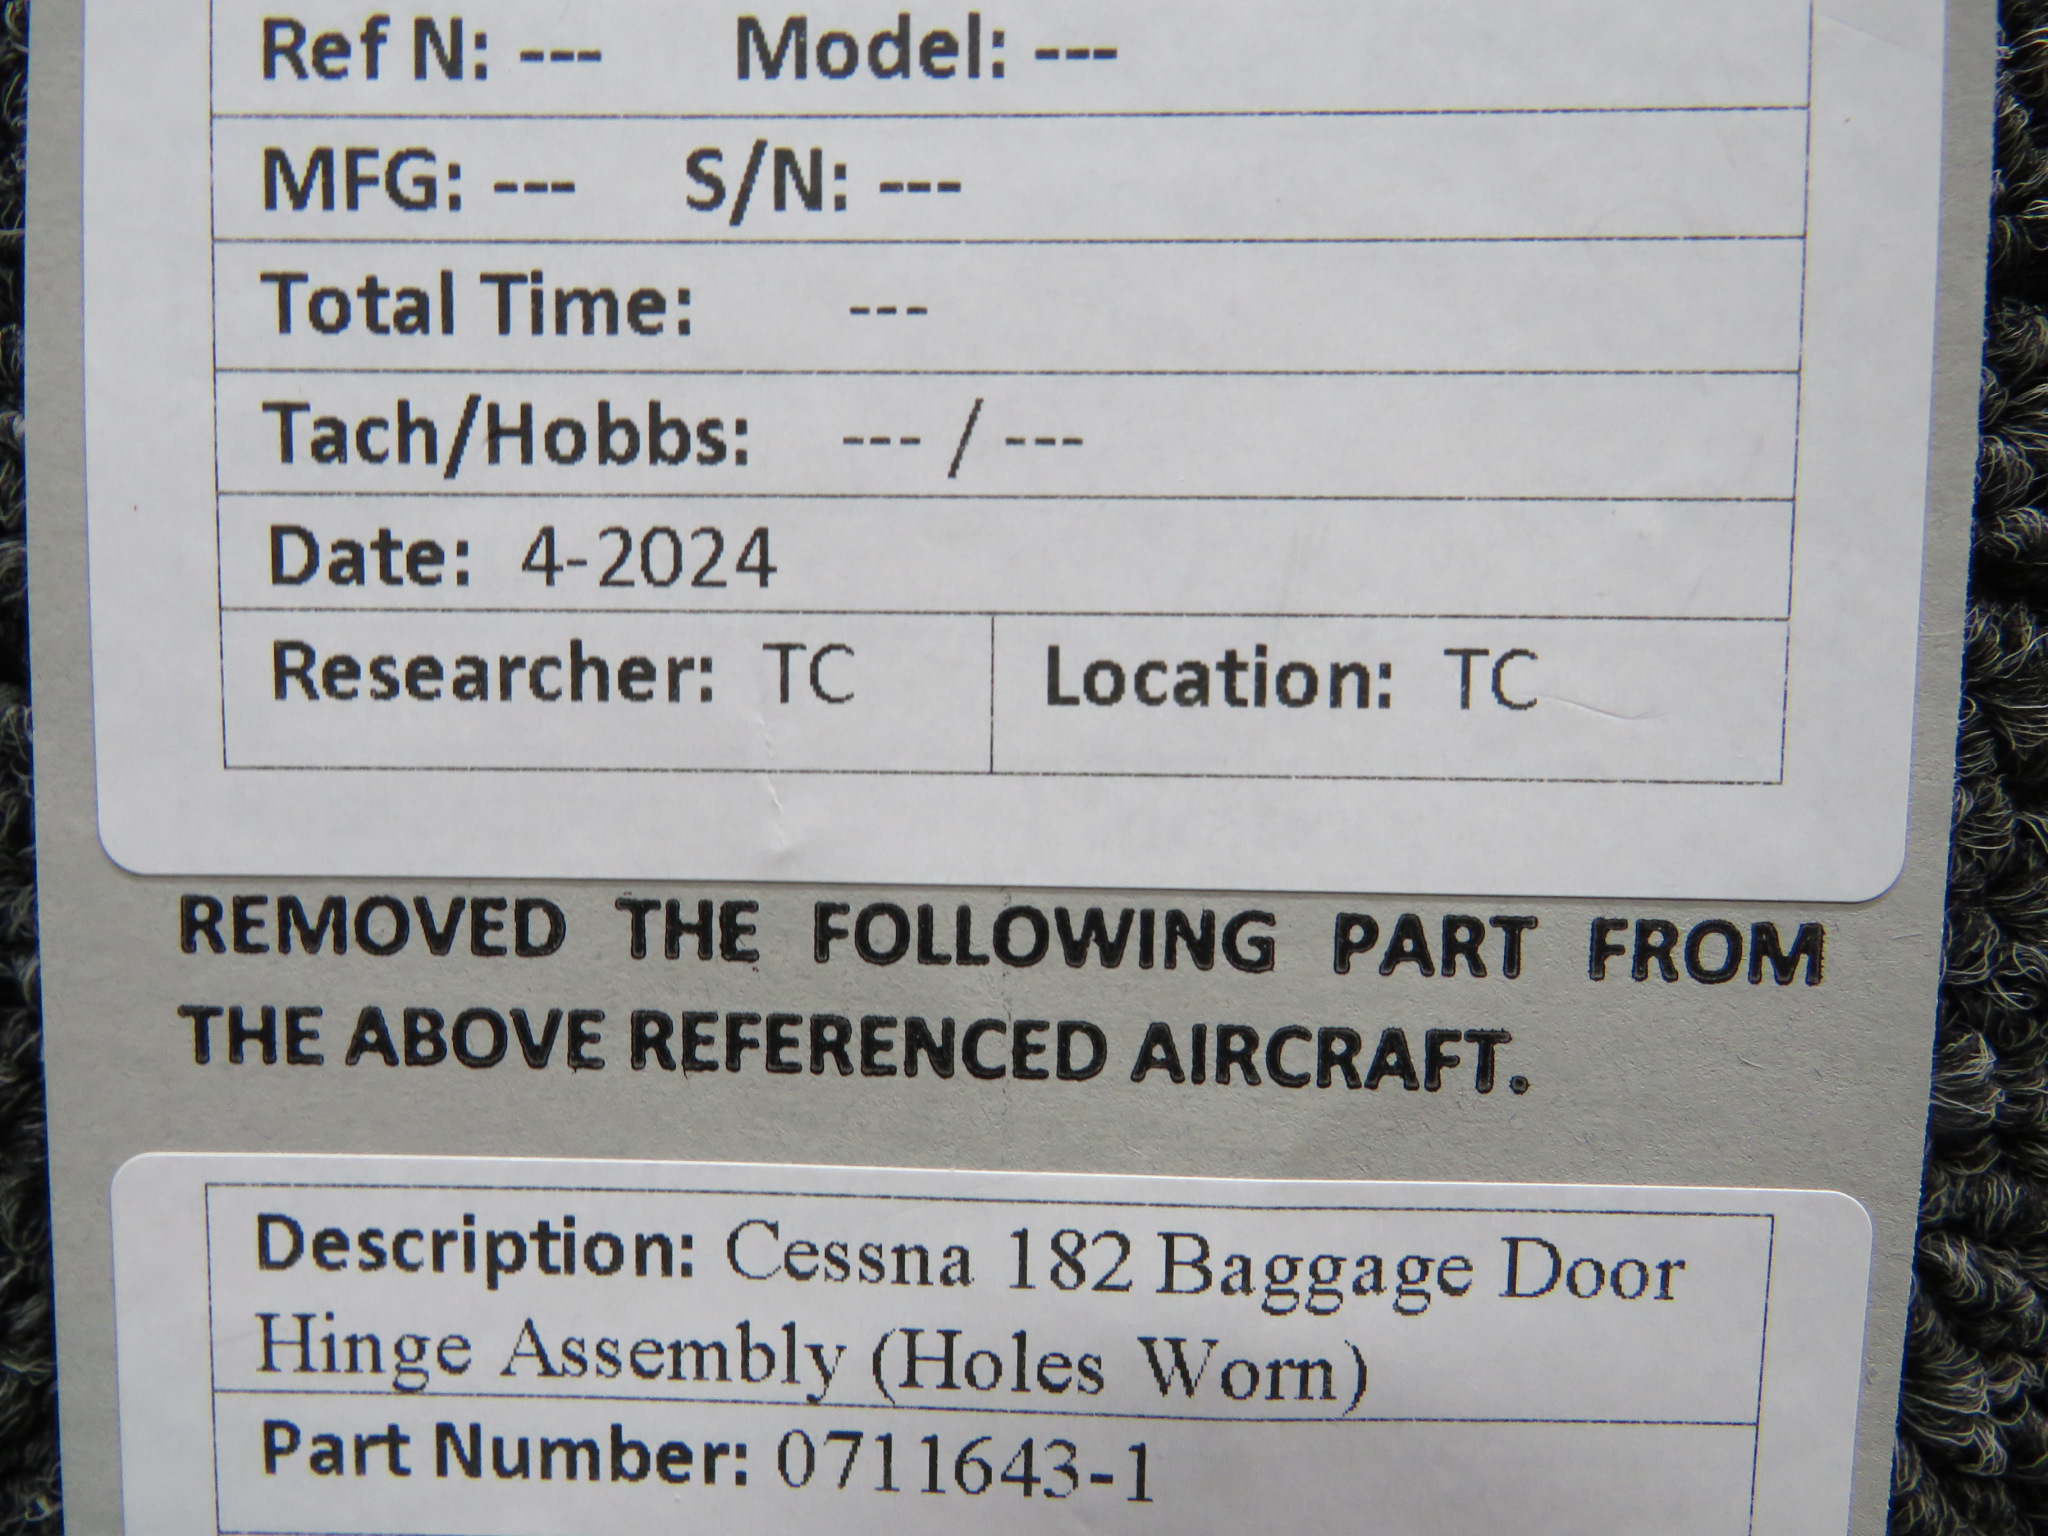 Ref N: --- Model: ---
MFG: --- S/N: ---
Total Time: ---
Tach/Hobbs: --- / ---
Date: 4-2024
Researcher: TC Location: TC
REMOVED THE FOLLOWING PART FROM
THE ABOVE REFERENCED AIRCRAFT.
Description: Cessna 182 Baggage Door
Hinge Assembly (Holes Worn)
Part Number: 0711643-1